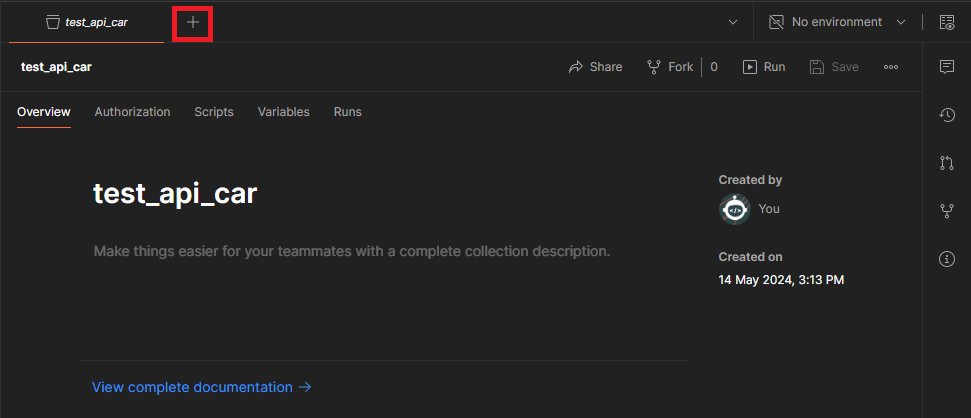 test_api_car
No environment
test_api_car
Share
Fork
0
Run
Save
Overview
Authorization
Scripts
Variables
Runs
test_api_car
Make things easier for your teammates with a complete collection description.
Created by
You
Created on
14 May 2024, 3:13 PM
View complete documentation →